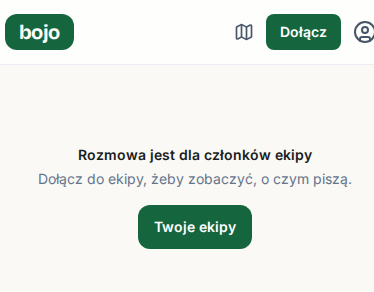 bojo
Dołącz
Rozmowa jest dla członków ekipy
Dołącz do ekipy, żeby zobaczyć, o czym piszą.
Twoje ekipy